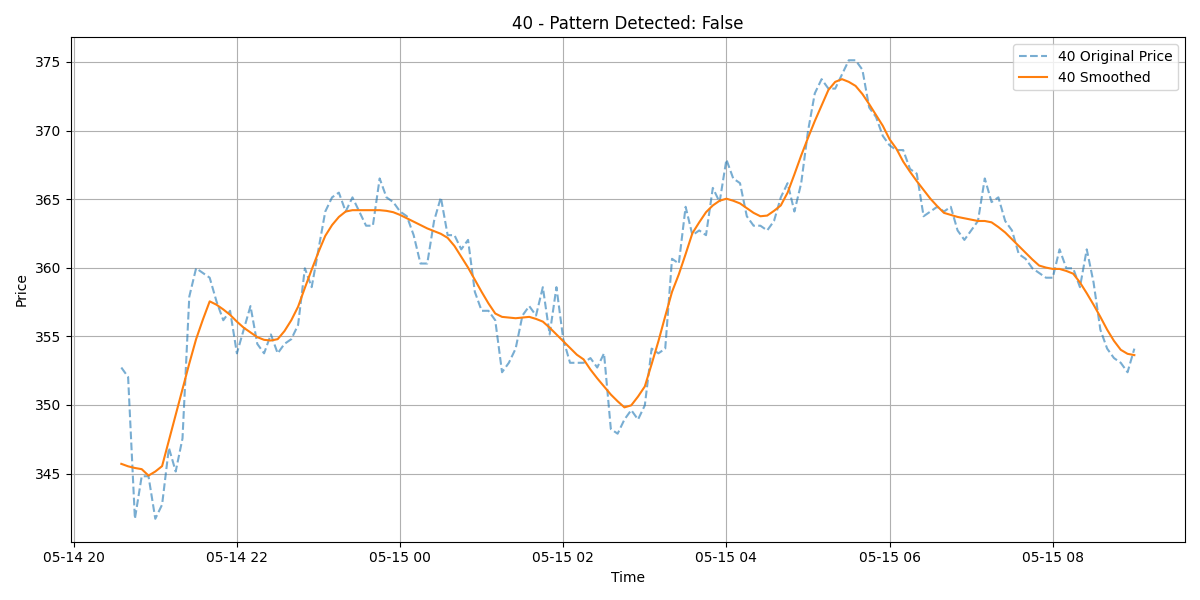 40 - Pattern Detected: False
40 Original Price
40 Smoothed
Price
375
370
365
360
355
350
345
05-14 20
05-14 22
05-15 00
05-15 02
05-15 04
05-15 06
05-15 08
Time